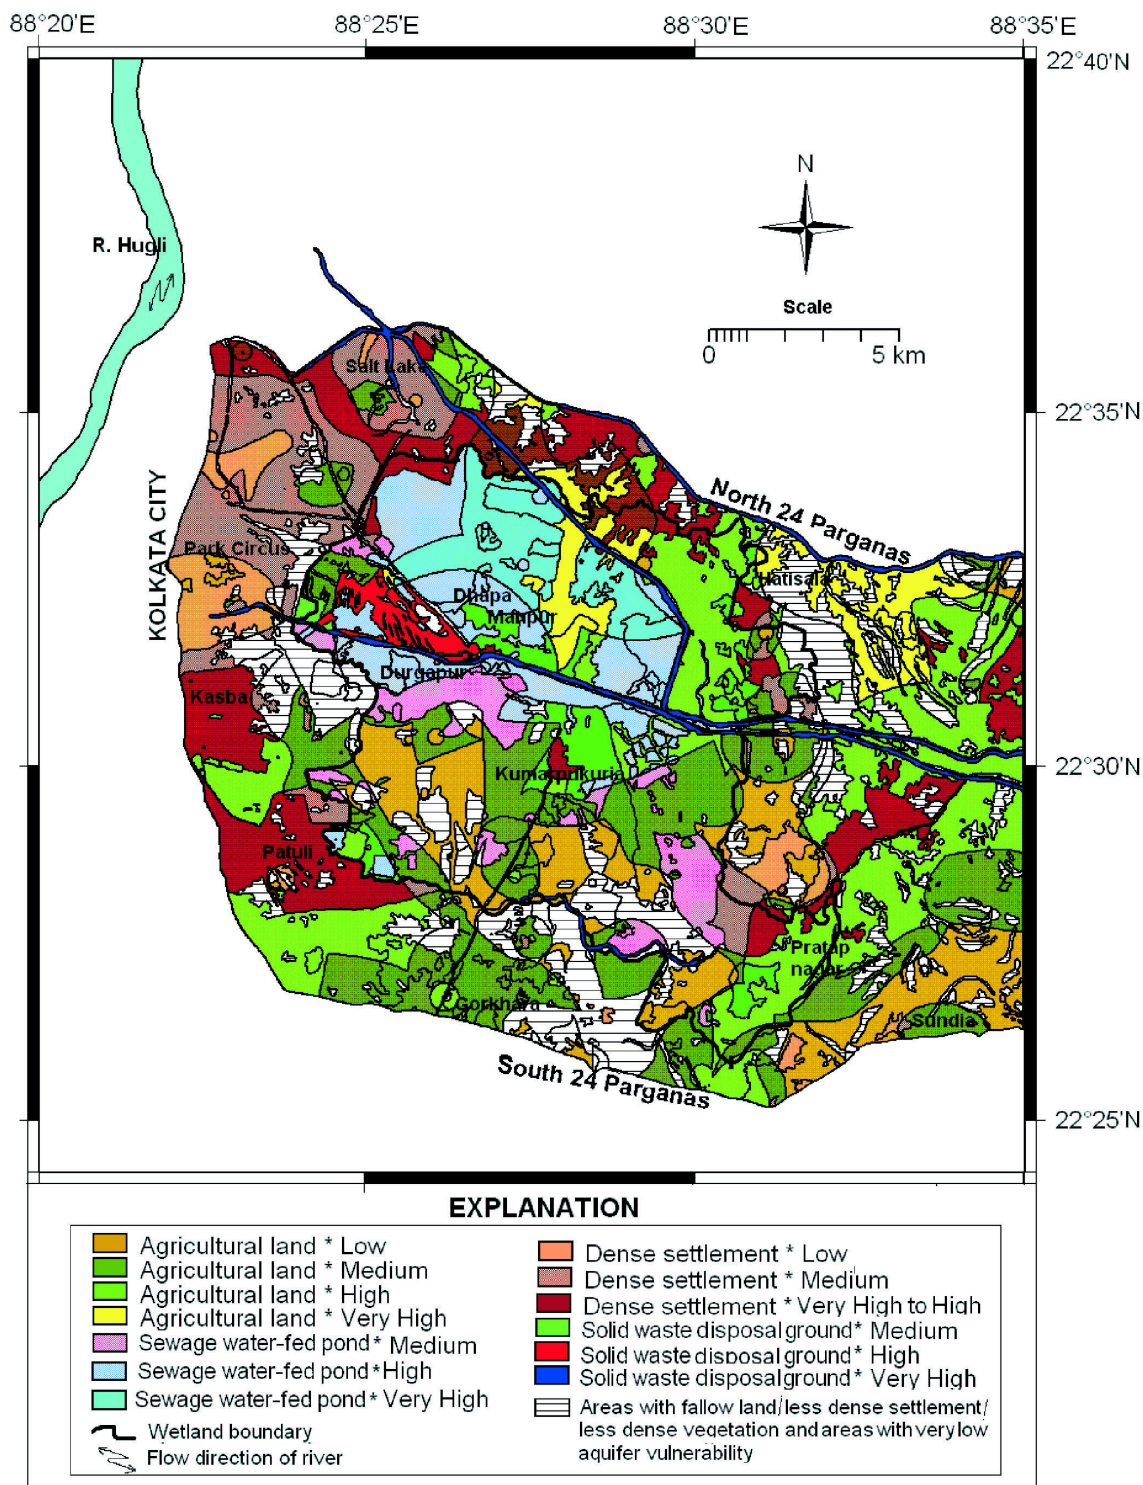 88°20'E 88°25'E 88°30'E 88°35'E
22°40'N
N
R. Hugli
Scale
0 5 km
Salt Lake
22°35'N
North 24 Parganas
KOLKATA CITY
Park Circus
Hatisala
Dhapa
Manpur
Durgapur
Kasba
22°30'N
Kumarpukuria
Patuli
Pratap
nagar
Gorkhara
Sundia
South 24 Parganas
22°25'N
EXPLANATION
Agricultural land * Low
Agricultural land * Medium
Agricultural land * High
Agricultural land * Very High
Sewage water-fed pond * Medium
Sewage water-fed pond * High
Sewage water-fed pond * Very High
Wetland boundary
Flow direction of river
Dense settlement * Low
Dense settlement * Medium
Dense settlement * Very High to High
Solid waste disposal ground * Medium
Solid waste disposal ground * High
Solid waste disposal ground * Very High
Areas with fallow land/less dense settlement/
less dense vegetation and areas with very low
aquifer vulnerability